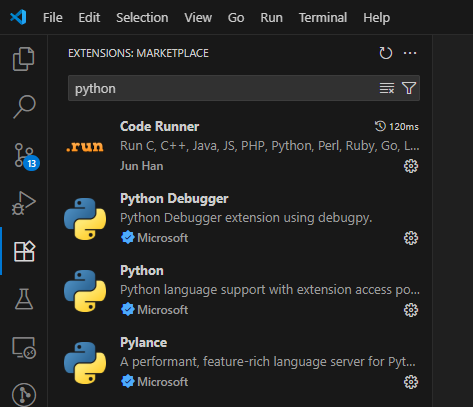 File Edit Selection View Go Run Terminal Help
EXTENSIONS: MARKETPLACE
python
Code Runner 120ms
.run Run C, C++, Java, JS, PHP, Python, Perl, Ruby, Go, L...
Jun Han
13
Python Debugger
Python Debugger extension using debugpy.
Microsoft
Python
Python language support with extension access po...
Microsoft
Pylance
A performant, feature-rich language server for Pyt...
Microsoft